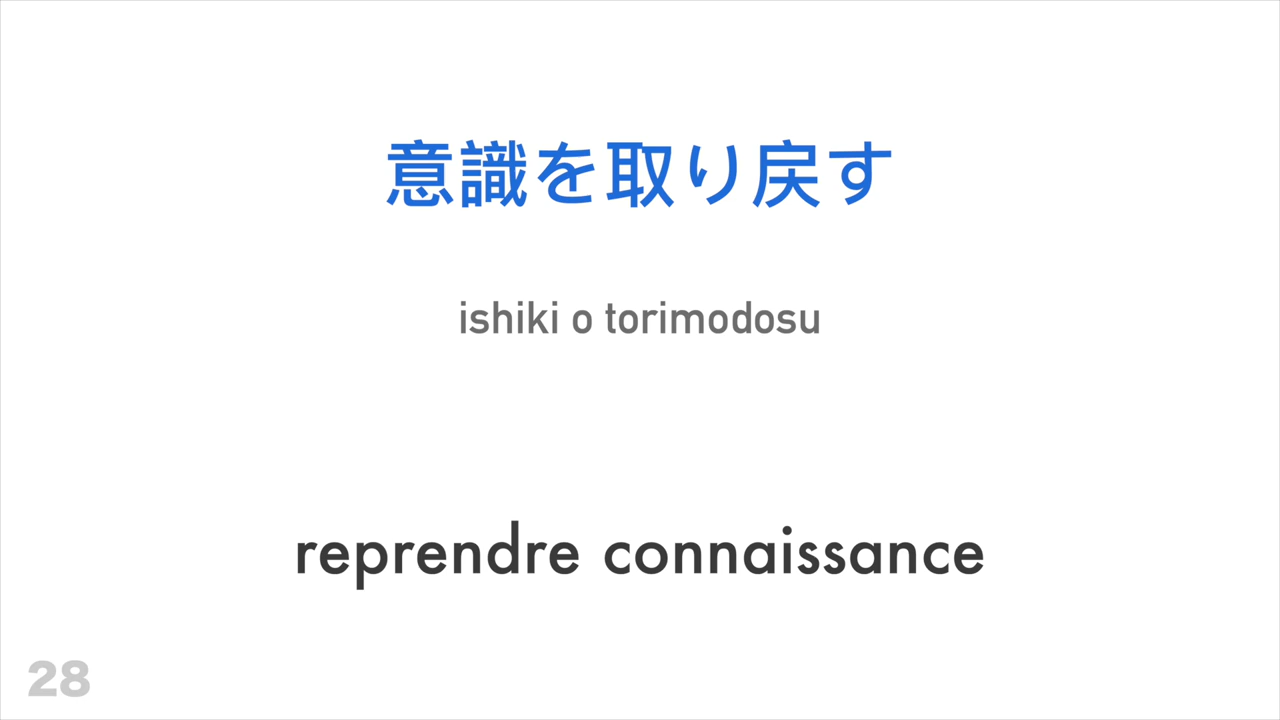 意識を取り戻す
ishiki o torimodosu
reprendre connaissance
28